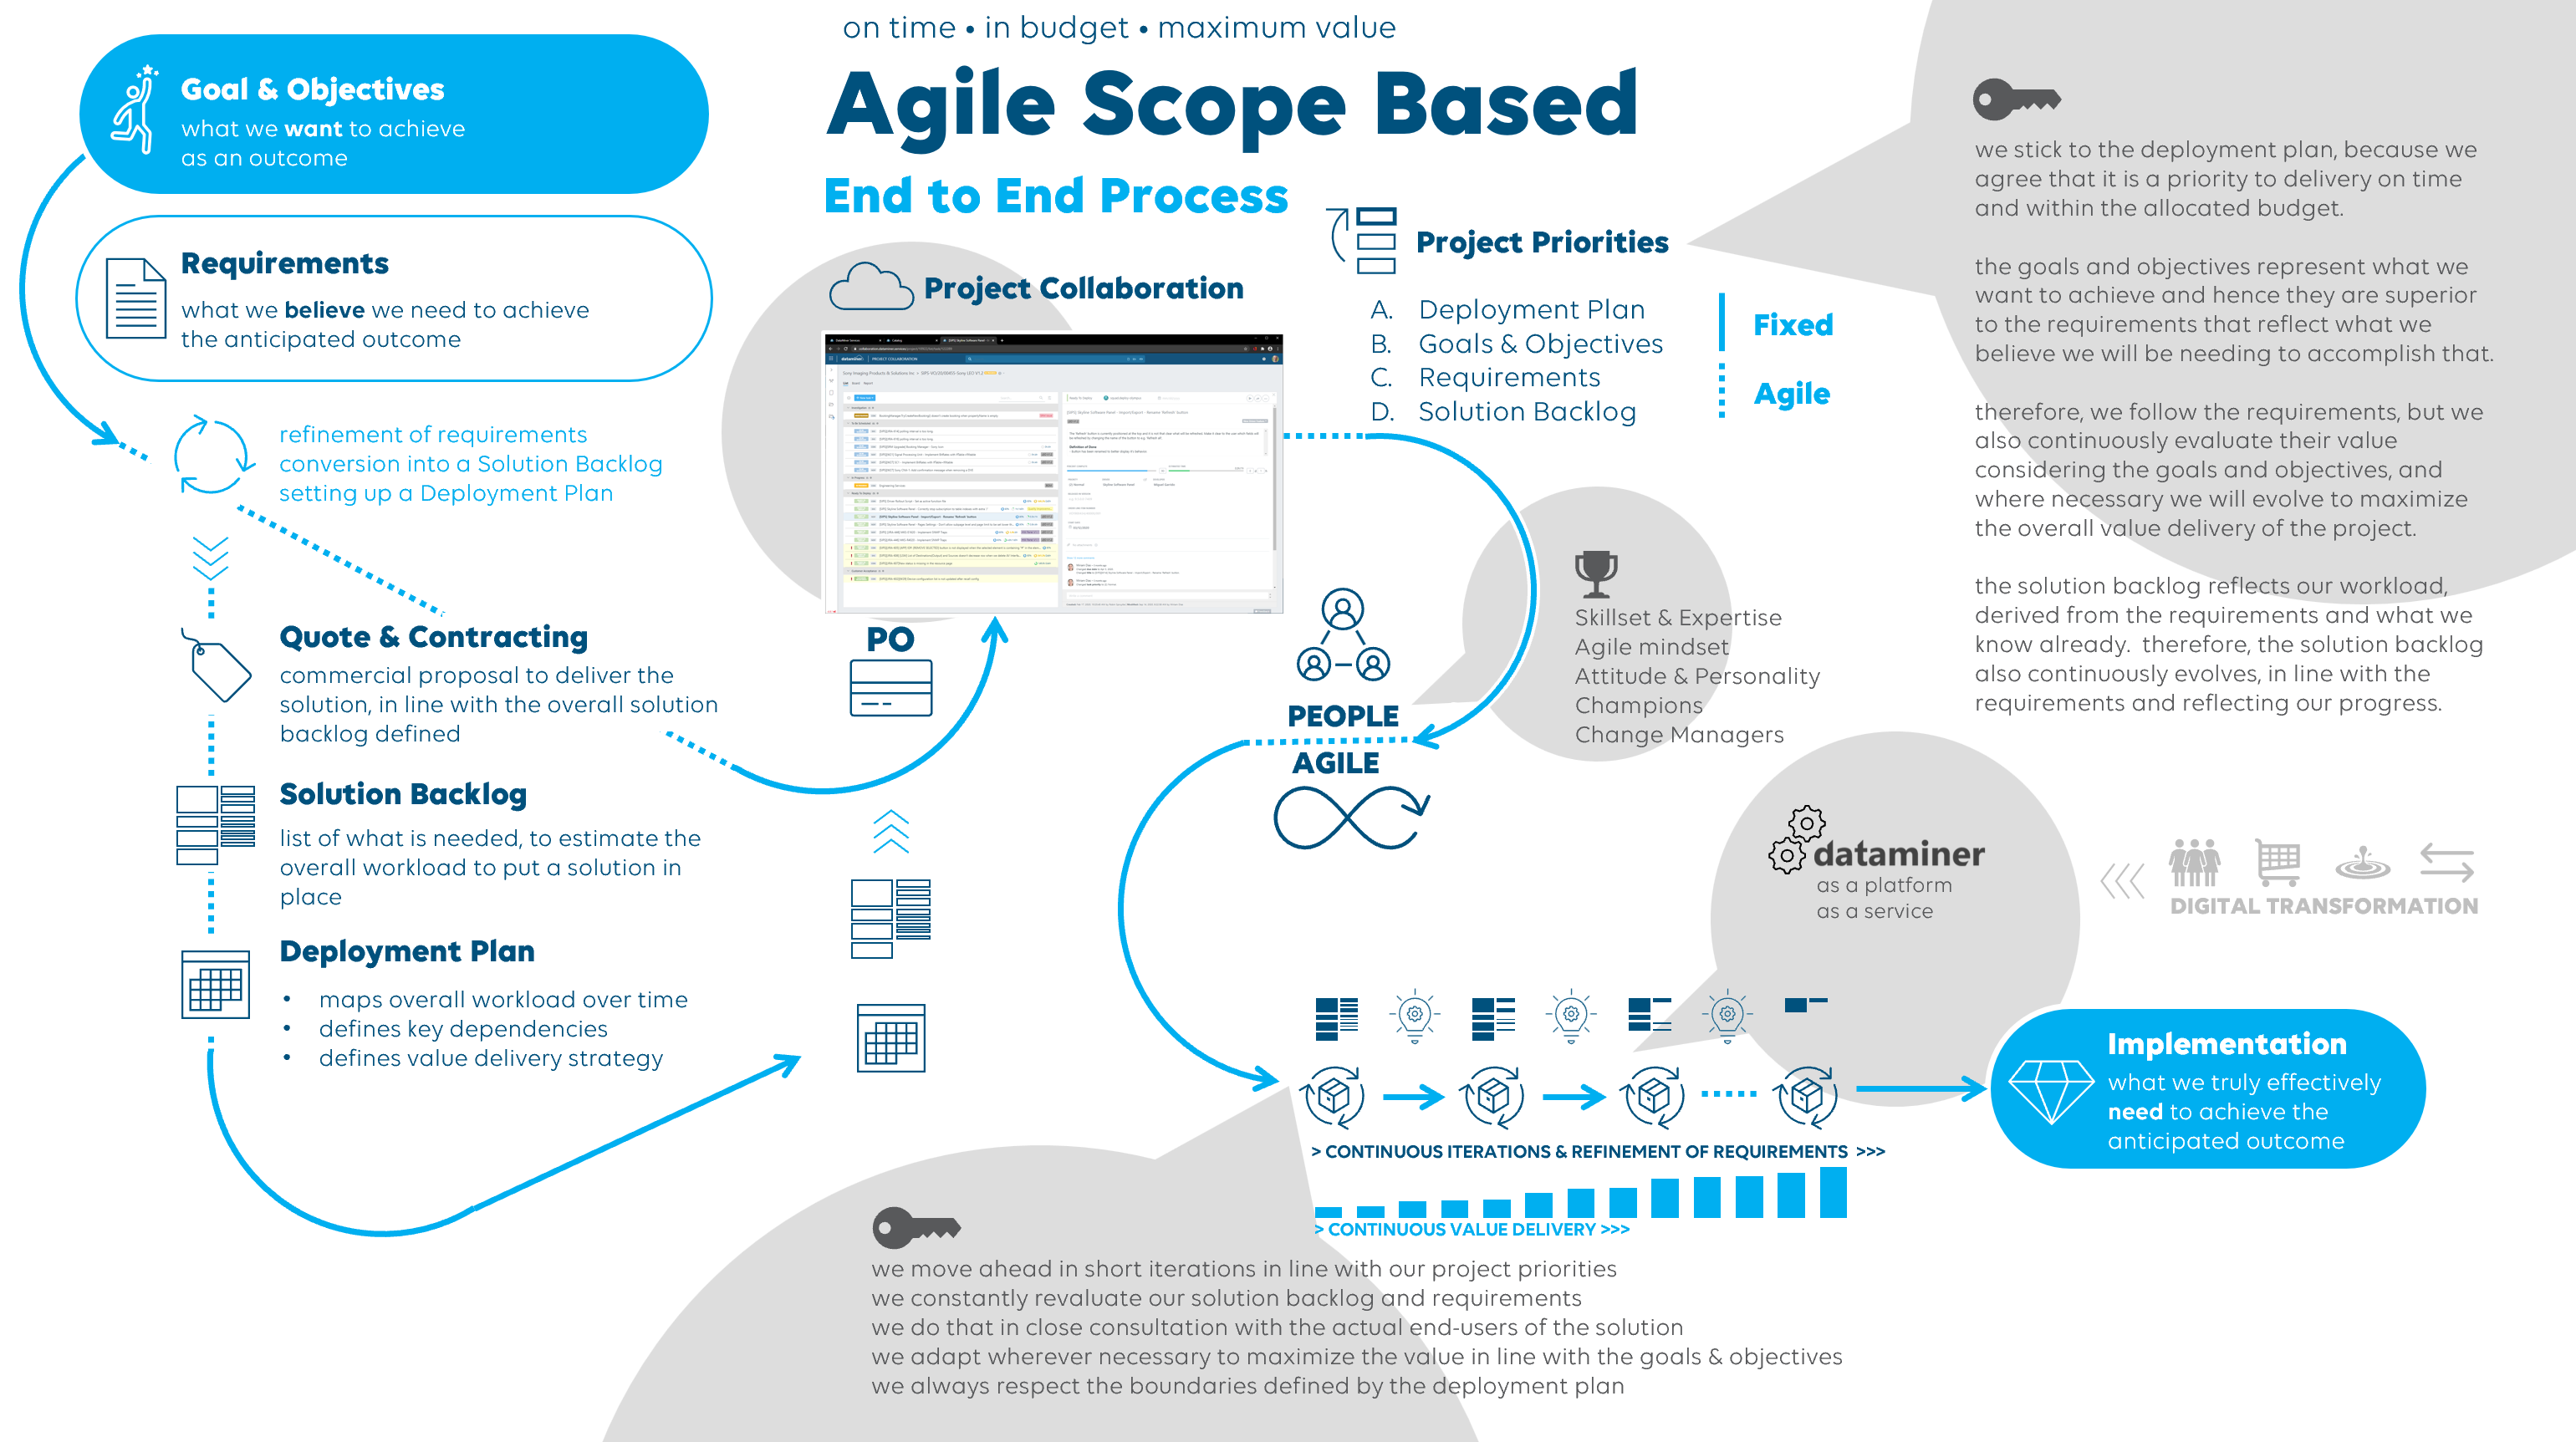 on time • in budget • maximum value
Agile Scope Based
End to End Process
Goal & Objectives
what we want to achieve
as an outcome
Requirements
what we believe we need to achieve
the anticipated outcome
refinement of requirements
conversion into a Solution Backlog
setting up a Deployment Plan
Quote & Contracting
commercial proposal to deliver the
solution, in line with the overall solution
backlog defined
Solution Backlog
list of what is needed, to estimate the
overall workload to put a solution in
place
Deployment Plan
• maps overall workload over time
• defines key dependencies
• defines value delivery strategy
Project Collaboration
dataminer
PROJECT COLLABORATION
PO
Project Priorities
A. Deployment Plan
B. Goals & Objectives
C. Requirements
D. Solution Backlog
Fixed
Agile
PEOPLE
AGILE
Skillset & Expertise
Agile mindset
Attitude & Personality
Champions
Change Managers
we stick to the deployment plan, because we
agree that it is a priority to delivery on time
and within the allocated budget.
the goals and objectives represent what we
want to achieve and hence they are superior
to the requirements that reflect what we
believe we will be needing to accomplish that.
therefore, we follow the requirements, but we
also continuously evaluate their value
considering the goals and objectives, and
where necessary we will evolve to maximize
the overall value delivery of the project.
the solution backlog reflects our workload,
derived from the requirements and what we
know already. therefore, the solution backlog
also continuously evolves, in line with the
requirements and reflecting our progress.
dataminer
as a platform
as a service
DIGITAL TRANSFORMATION
> CONTINUOUS ITERATIONS & REFINEMENT OF REQUIREMENTS >>>
> CONTINUOUS VALUE DELIVERY >>>
Implementation
what we truly effectively
need to achieve the
anticipated outcome
we move ahead in short iterations in line with our project priorities
we constantly revaluate our solution backlog and requirements
we do that in close consultation with the actual end-users of the solution
we adapt wherever necessary to maximize the value in line with the goals & objectives
we always respect the boundaries defined by the deployment plan